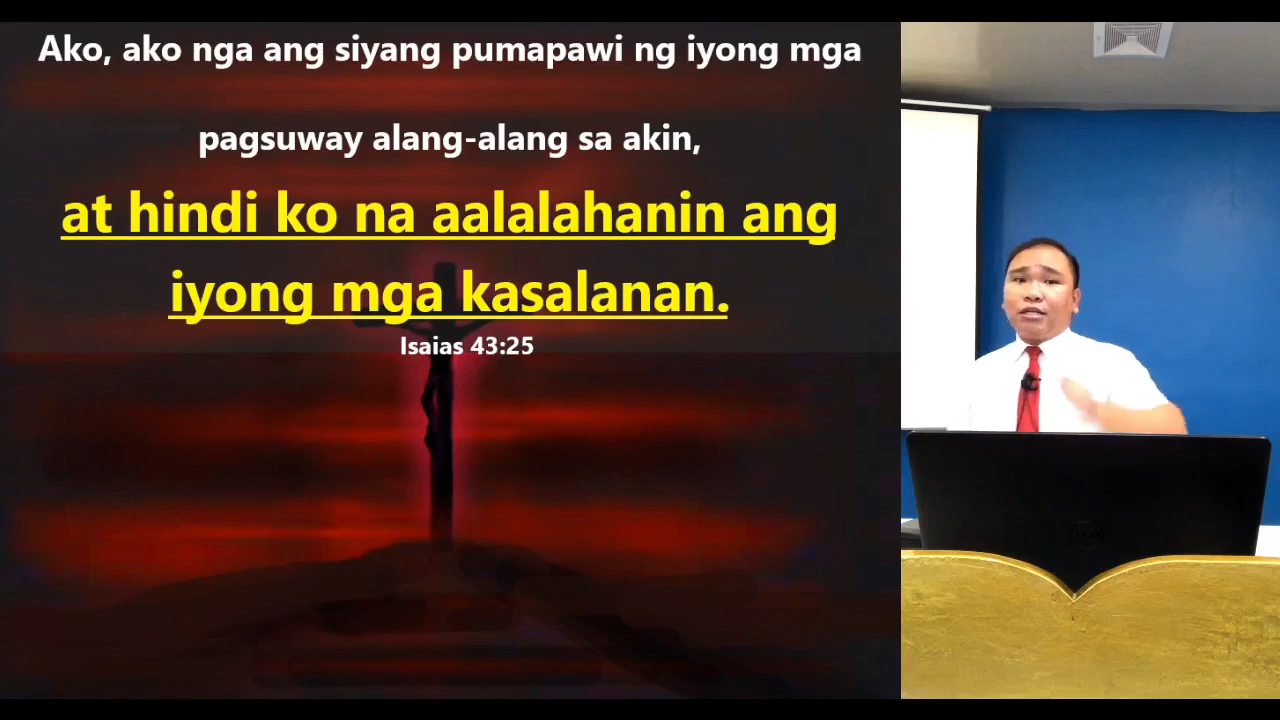 Ako, ako nga ang siyang pumapawi ng iyong mga
pagsuway alang-alang sa akin,
at hindi ko na aalalahanin ang
iyong mga kasalanan.
Isaias 43:25